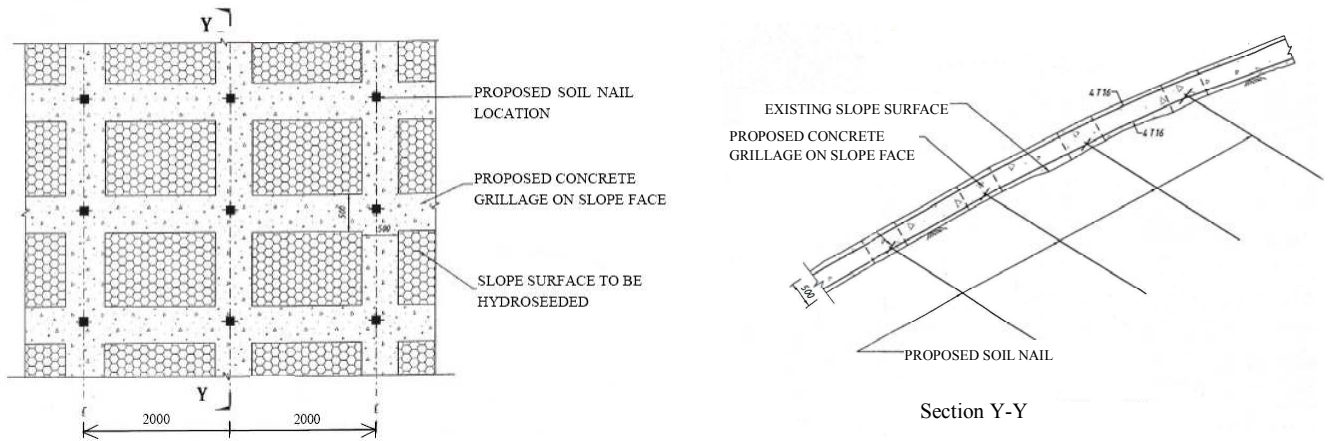 Y
PROPOSED SOIL NAIL
LOCATION
PROPOSED CONCRETE
GRILLAGE ON SLOPE FACE
500
500
SLOPE SURFACE TO BE
HYDROSEEDED
Y
2000
2000
EXISTING SLOPE SURFACE
4 T16
PROPOSED CONCRETE
GRILLAGE ON SLOPE FACE
4 T16
500
PROPOSED SOIL NAIL
Section Y-Y